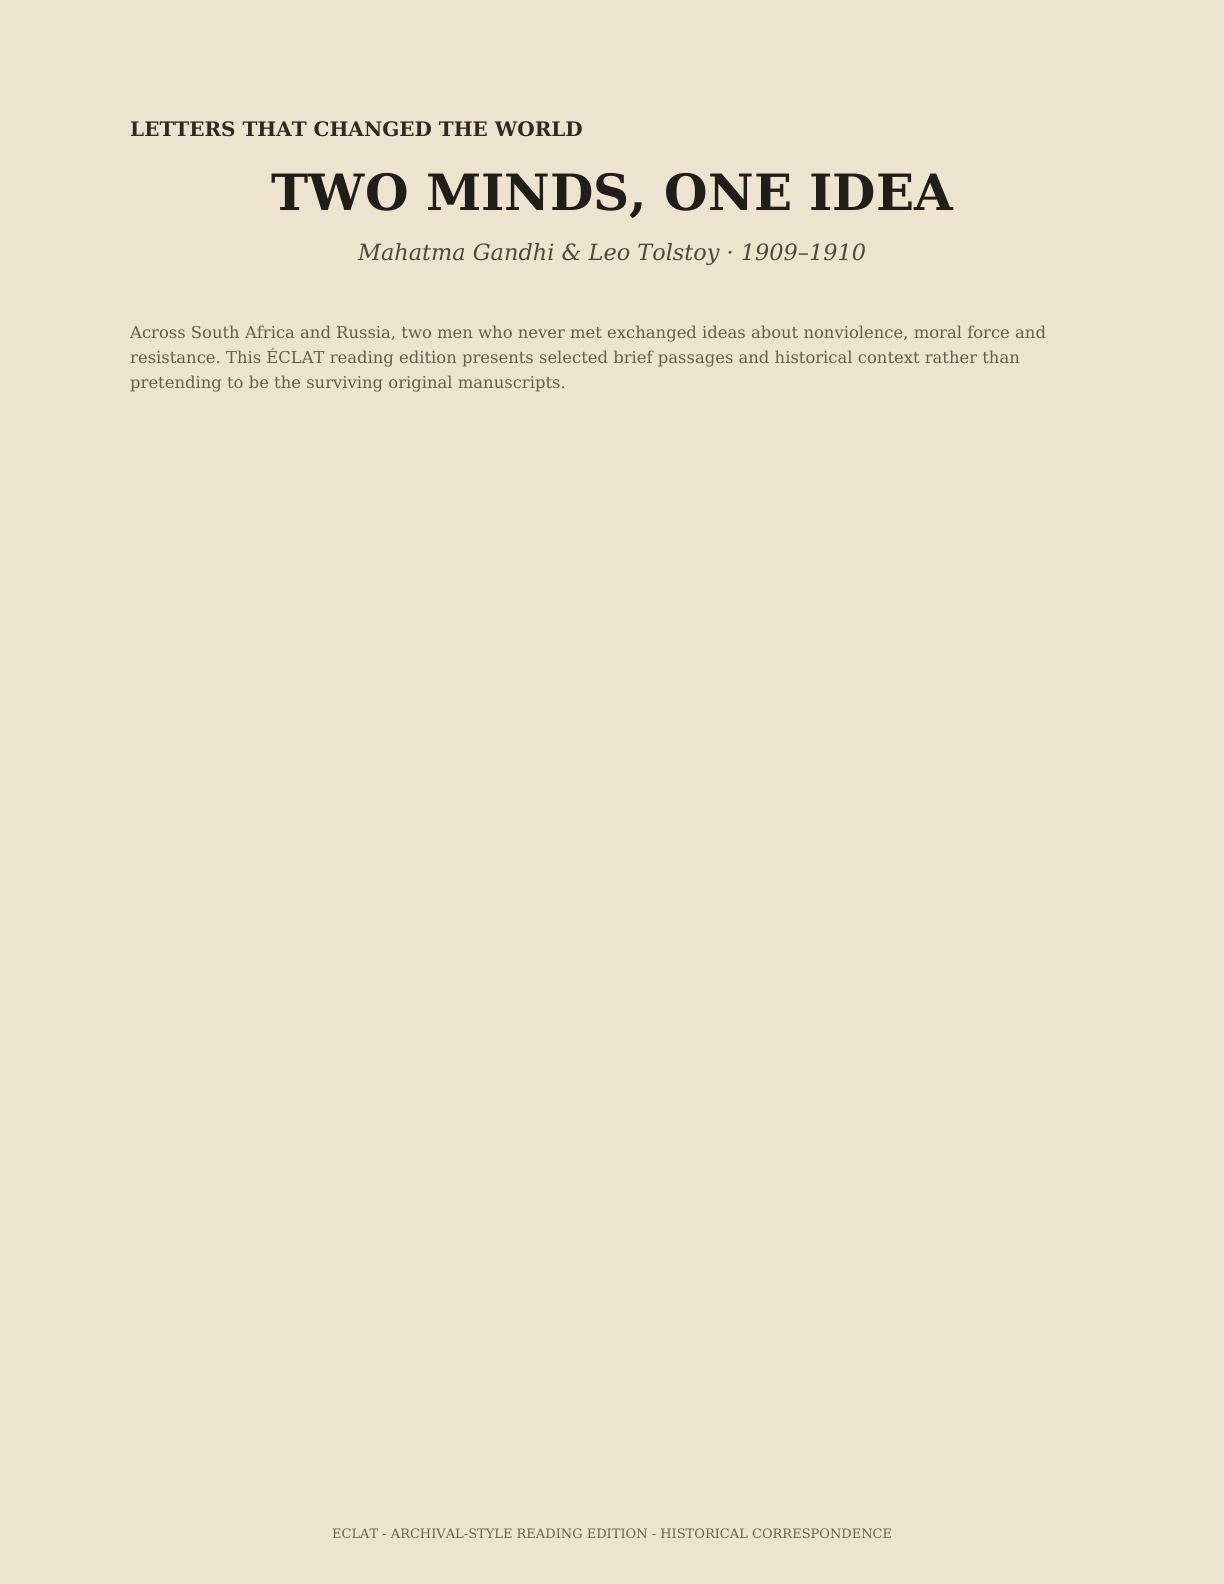 LETTERS THAT CHANGED THE WORLD
TWO MINDS, ONE IDEA
Mahatma Gandhi & Leo Tolstoy · 1909–1910
Across South Africa and Russia, two men who never met exchanged ideas about nonviolence, moral force and
resistance. This ÉCLAT reading edition presents selected brief passages and historical context rather than
pretending to be the surviving original manuscripts.
ECLAT - ARCHIVAL-STYLE READING EDITION - HISTORICAL CORRESPONDENCE